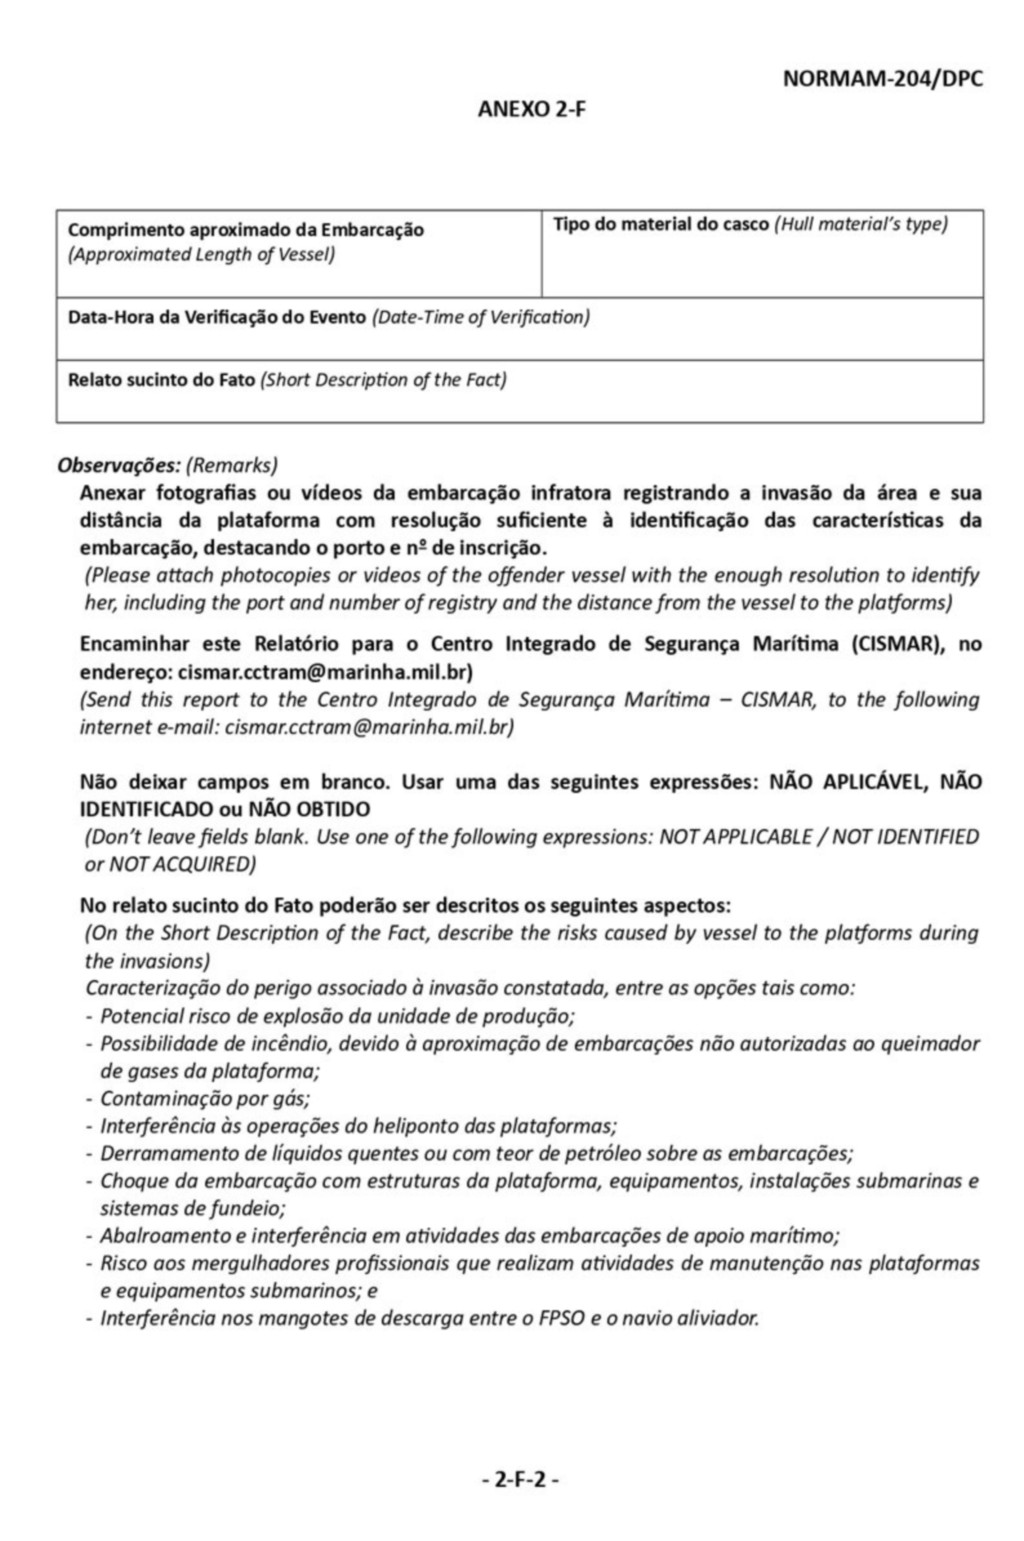 NORMAM-204/DPC
ANEXO 2-F
Comprimento aproximado da Embarcação
(Approximated Length of Vessel)
Tipo do material do casco (Hull material's type)
Data-Hora da Verificação do Evento (Date-Time of Verification)
Relato sucinto do Fato (Short Description of the Fact)
Observações: (Remarks)
Anexar fotografias ou vídeos da embarcação infratora registrando a invasão da área e sua
distância da plataforma com resolução suficiente à identificação das características da
embarcação, destacando o porto e nº de inscrição.
(Please attach photocopies or videos of the offender vessel with the enough resolution to identify
her, including the port and number of registry and the distance from the vessel to the platforms)
Encaminhar este Relatório para o Centro Integrado de Segurança Marítima (CISMAR), no
endereço: cismar.cctram@marinha.mil.br)
(Send this report to the Centro Integrado de Segurança Marítima – CISMAR, to the following
internet e-mail: cismar.cctram@marinha.mil.br)
Não deixar campos em branco. Usar uma das seguintes expressões: NÃO APLICÁVEL, NÃO
IDENTIFICADO ou NÃO OBTIDO
(Don't leave fields blank. Use one of the following expressions: NOT APPLICABLE / NOT IDENTIFIED
or NOT ACQUIRED)
No relato sucinto do Fato poderão ser descritos os seguintes aspectos:
(On the Short Description of the Fact, describe the risks caused by vessel to the platforms during
the invasions)
Caracterização do perigo associado à invasão constatada, entre as opções tais como:
- Potencial risco de explosão da unidade de produção;
- Possibilidade de incêndio, devido à aproximação de embarcações não autorizadas ao queimador
de gases da plataforma;
- Contaminação por gás;
- Interferência às operações do heliponto das plataformas;
- Derramamento de líquidos quentes ou com teor de petróleo sobre as embarcações;
- Choque da embarcação com estruturas da plataforma, equipamentos, instalações submarinas e
sistemas de fundeio;
- Abalroamento e interferência em atividades das embarcações de apoio marítimo;
- Risco aos mergulhadores profissionais que realizam atividades de manutenção nas plataformas
e equipamentos submarinos; e
- Interferência nos mangotes de descarga entre o FPSO e o navio aliviador.
- 2-F-2 -